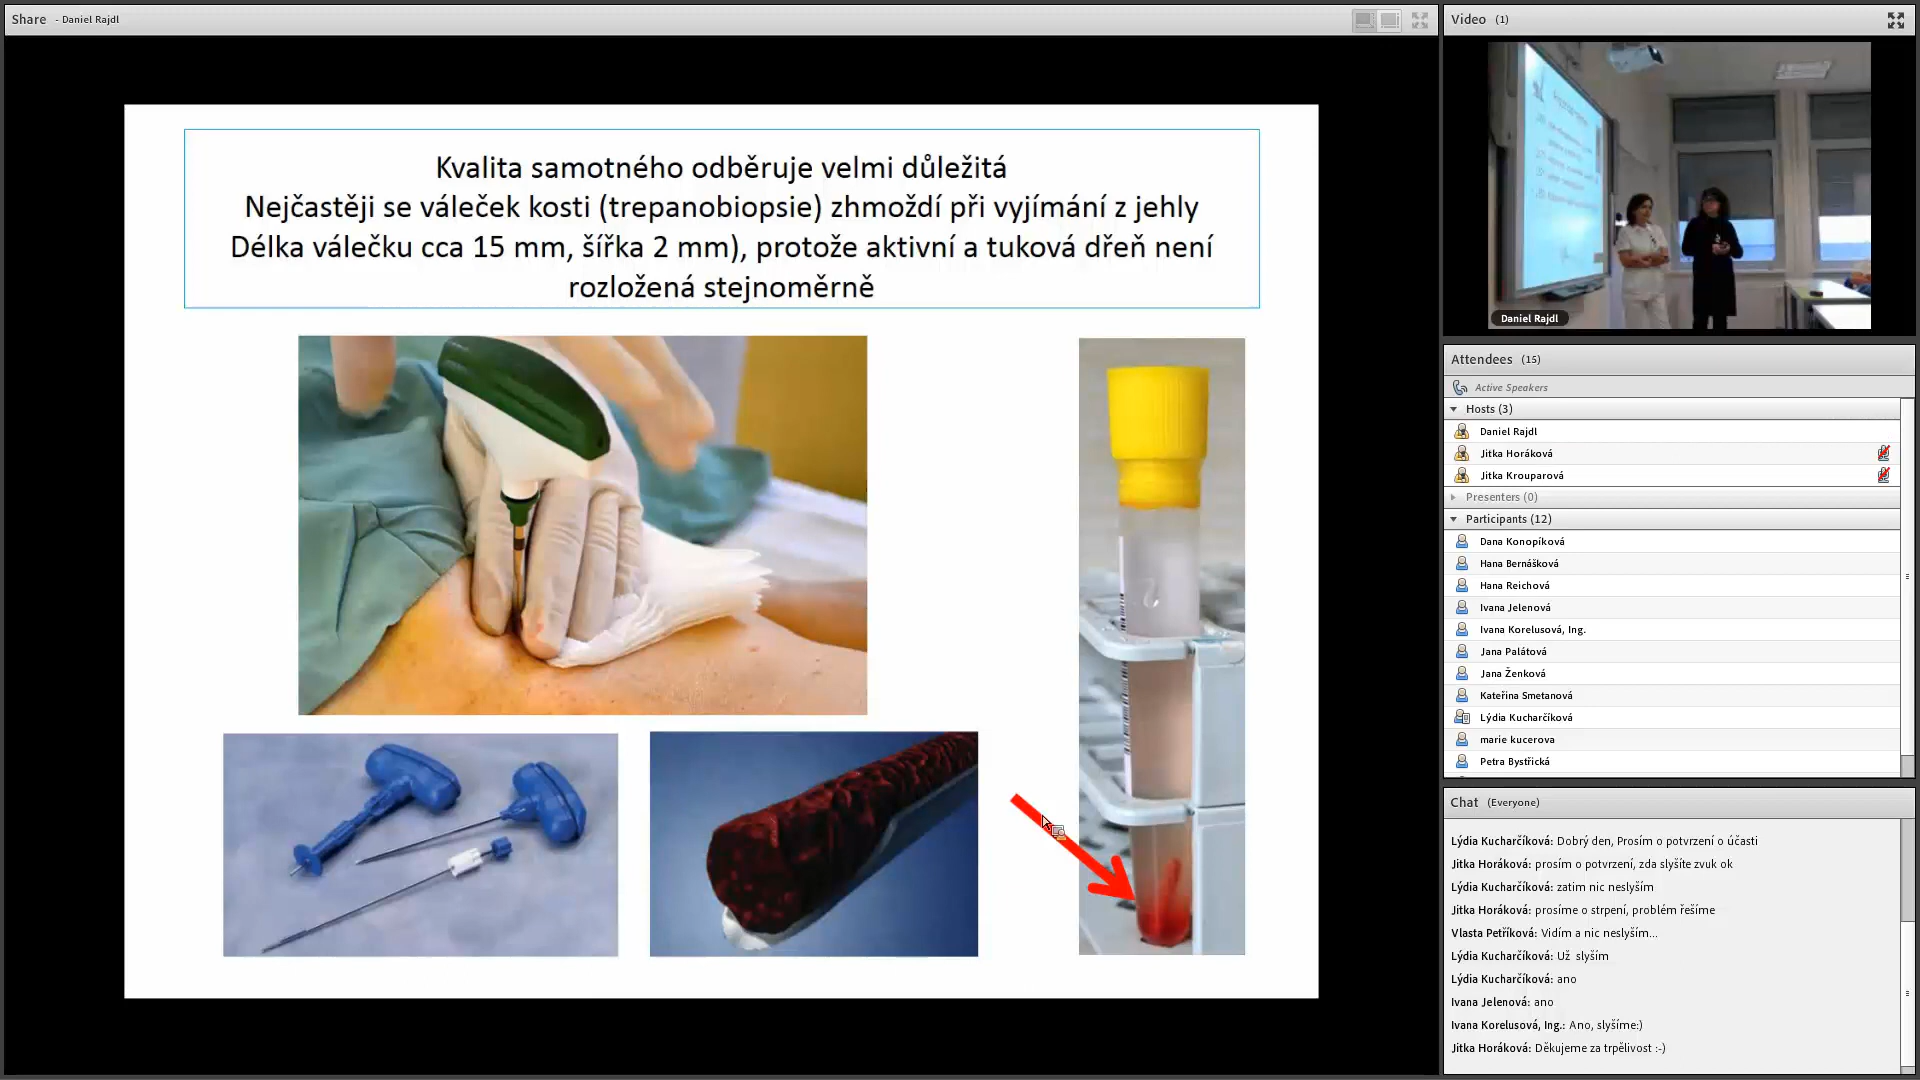 Share - Daniel Rajdl
Kvalita samotného odběruje velmi důležitá
Nejčastěji se váleček kosti (trepanobiopsie) zhmoždí při vyjímání z jehly
Délka válečku cca 15 mm, šířka 2 mm), protože aktivní a tuková dřeň není
rozložená stejnoměrně
Video (1)
Daniel Rajdl
Attendees (15)
Active Speakers
Hosts (3)
Daniel Rajdl
Jitka Horáková
Jitka Krouparová
Presenters (0)
Participants (12)
Dana Konopíková
Hana Bernášková
Hana Reichová
Ivana Jelenová
Ivana Korelusová, Ing.
Jana Palátová
Jana Ženková
Kateřina Smetanová
Lýdia Kucharčíková
marie kucerova
Petra Bystřická
Chat (Everyone)
Lýdia Kucharčíková: Dobrý den, Prosím o potvrzení o účasti
Jitka Horáková: prosím o potvrzení, zda slyšíte zvuk ok
Lýdia Kucharčíková: zatim nic neslyším
Jitka Horáková: prosíme o strpení, problém řešíme
Vlasta Petříková: Vidím a nic neslyším...
Lýdia Kucharčíková: Už slyším
Lýdia Kucharčíková: ano
Ivana Jelenová: ano
Ivana Korelusová, Ing.: Ano, slyšíme:)
Jitka Horáková: Děkujeme za trpělivost :-)